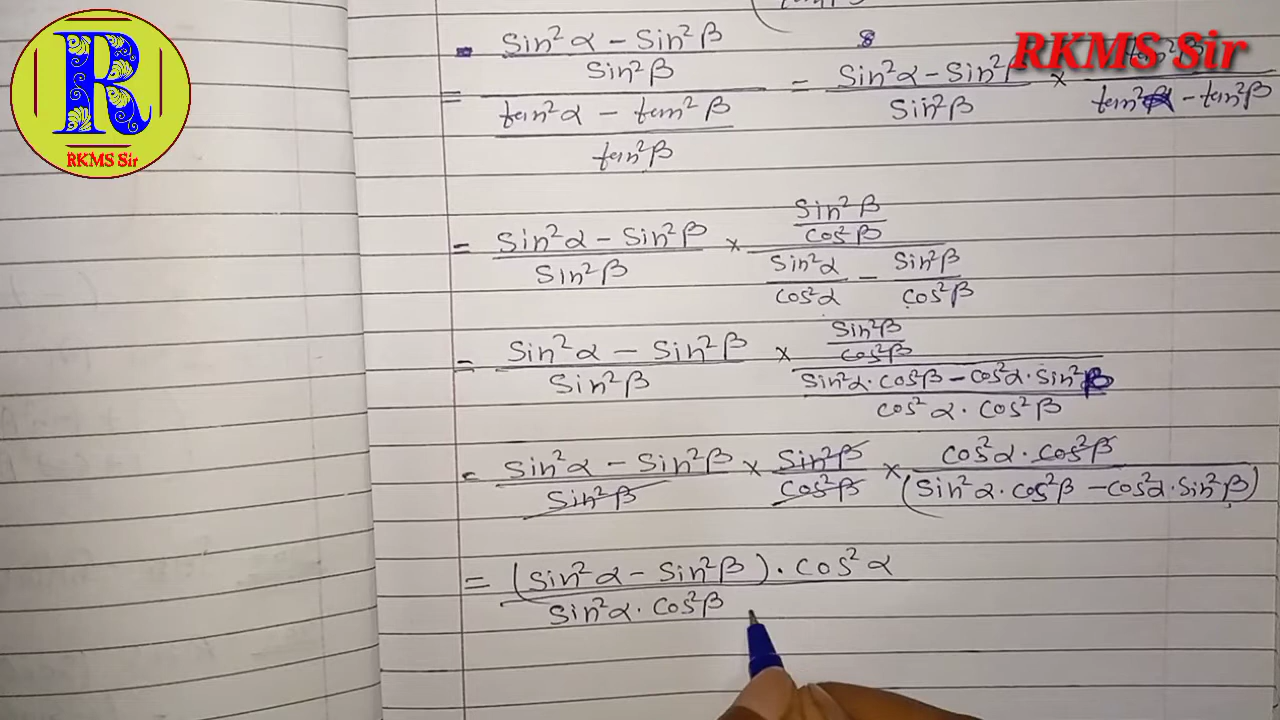 R
RKMS Sir
RKMS Sir
= Sin²α - Sin²β / Sin²β / tan²α - tan²β / tan²β = Sin²α - Sin²β / Sin²β × tan²β / tan²α - tan²β
= Sin²α - Sin²β / Sin²β × Sin²β / cos²β / Sin²α / cos²α - Sin²β / cos²β
= Sin²α - Sin²β / Sin²β × Sin²β / cos²β / Sin²α · cos²β - cos²α · Sin²β / cos²α · cos²β
= Sin²α - Sin²β / Sin²β × Sin²β / cos²β × cos²α · cos²β / (Sin²α · cos²β - cos²α · Sin²β)
= (Sin²α - Sin²β) · cos²α / Sin²α · cos²β